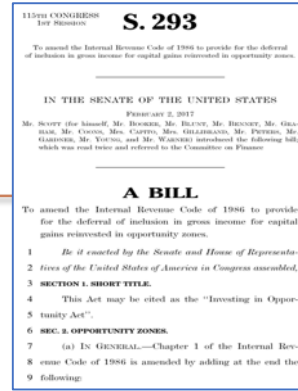 115TH CONGRESS
1ST SESSION
S. 293
To amend the Internal Revenue Code of 1986 to provide for the deferral
of inclusion in gross income for capital gains reinvested in opportunity zones.
IN THE SENATE OF THE UNITED STATES
FEBRUARY 2, 2017
Mr. SCOTT (for himself, Mr. BOOKER, Mr. BLUNT, Mr. BENNET, Mr. GRA-
HAM, Mr. COONS, Mrs. CAPITO, Mrs. GILLIBRAND, Mr. PETERS, Mr.
GARDNER, Mr. YOUNG, and Mr. WARNER) introduced the following bill;
which was read twice and referred to the Committee on Finance
A BILL
To amend the Internal Revenue Code of 1986 to provide
for the deferral of inclusion in gross income for capital
gains reinvested in opportunity zones.
1 Be it enacted by the Senate and House of Representa-
2 tives of the United States of America in Congress assembled,
3 SECTION 1. SHORT TITLE.
4 This Act may be cited as the "Investing in Oppor-
5 tunity Act".
6 SEC. 2. OPPORTUNITY ZONES.
7 (a) IN GENERAL.—Chapter 1 of the Internal Rev-
8 enue Code of 1986 is amended by adding at the end the
9 following: